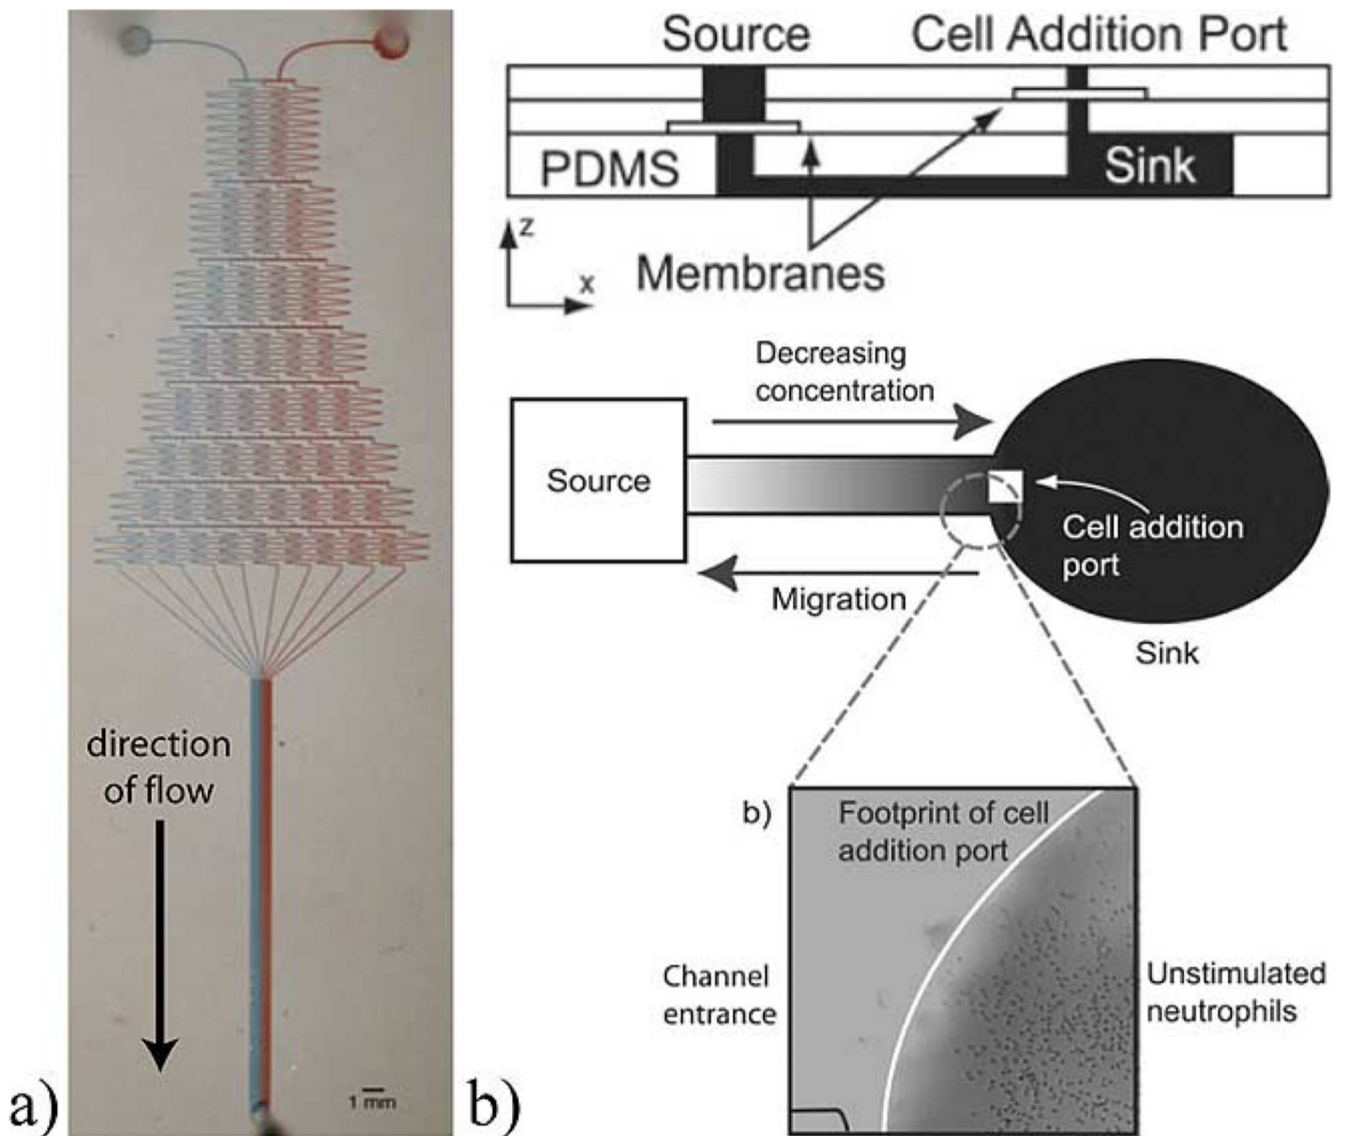 direction
of flow
1 mm
a)
Source
Cell Addition Port
PDMS
Sink
z
x
Membranes
Decreasing
concentration
Source
Cell addition
port
Migration
Sink
b)
Footprint of cell
addition port
Channel
entrance
Unstimulated
neutrophils
b)